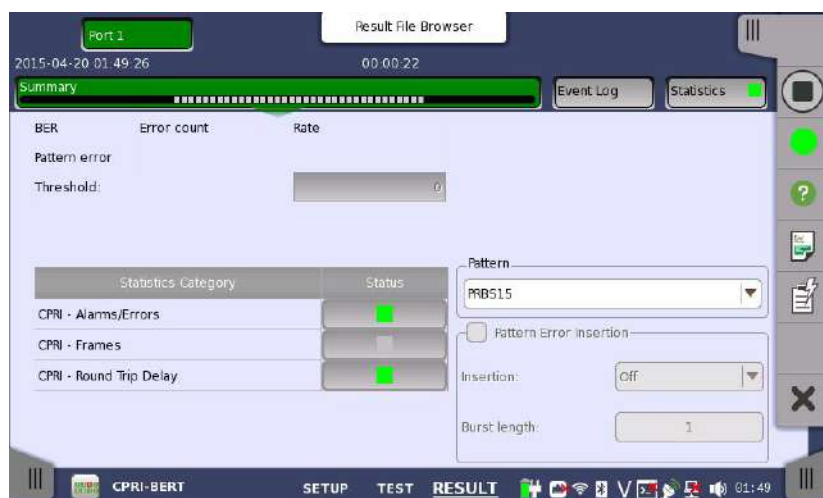 Port 1
Result File Browser
2015-04-20 01:49:26 00:00:22
Summary
Event Log
Statistics
BER Error count Rate
Pattern error
Threshold: 0
Pattern
Statistics Category Status
PRBS15
CPRI - Alarms/Errors
Pattern Error Insertion
CPRI - Frames
CPRI - Round Trip Delay
Insertion: Off
Burst length: 1
CPRI-BERT SETUP TEST RESULT V 01:49